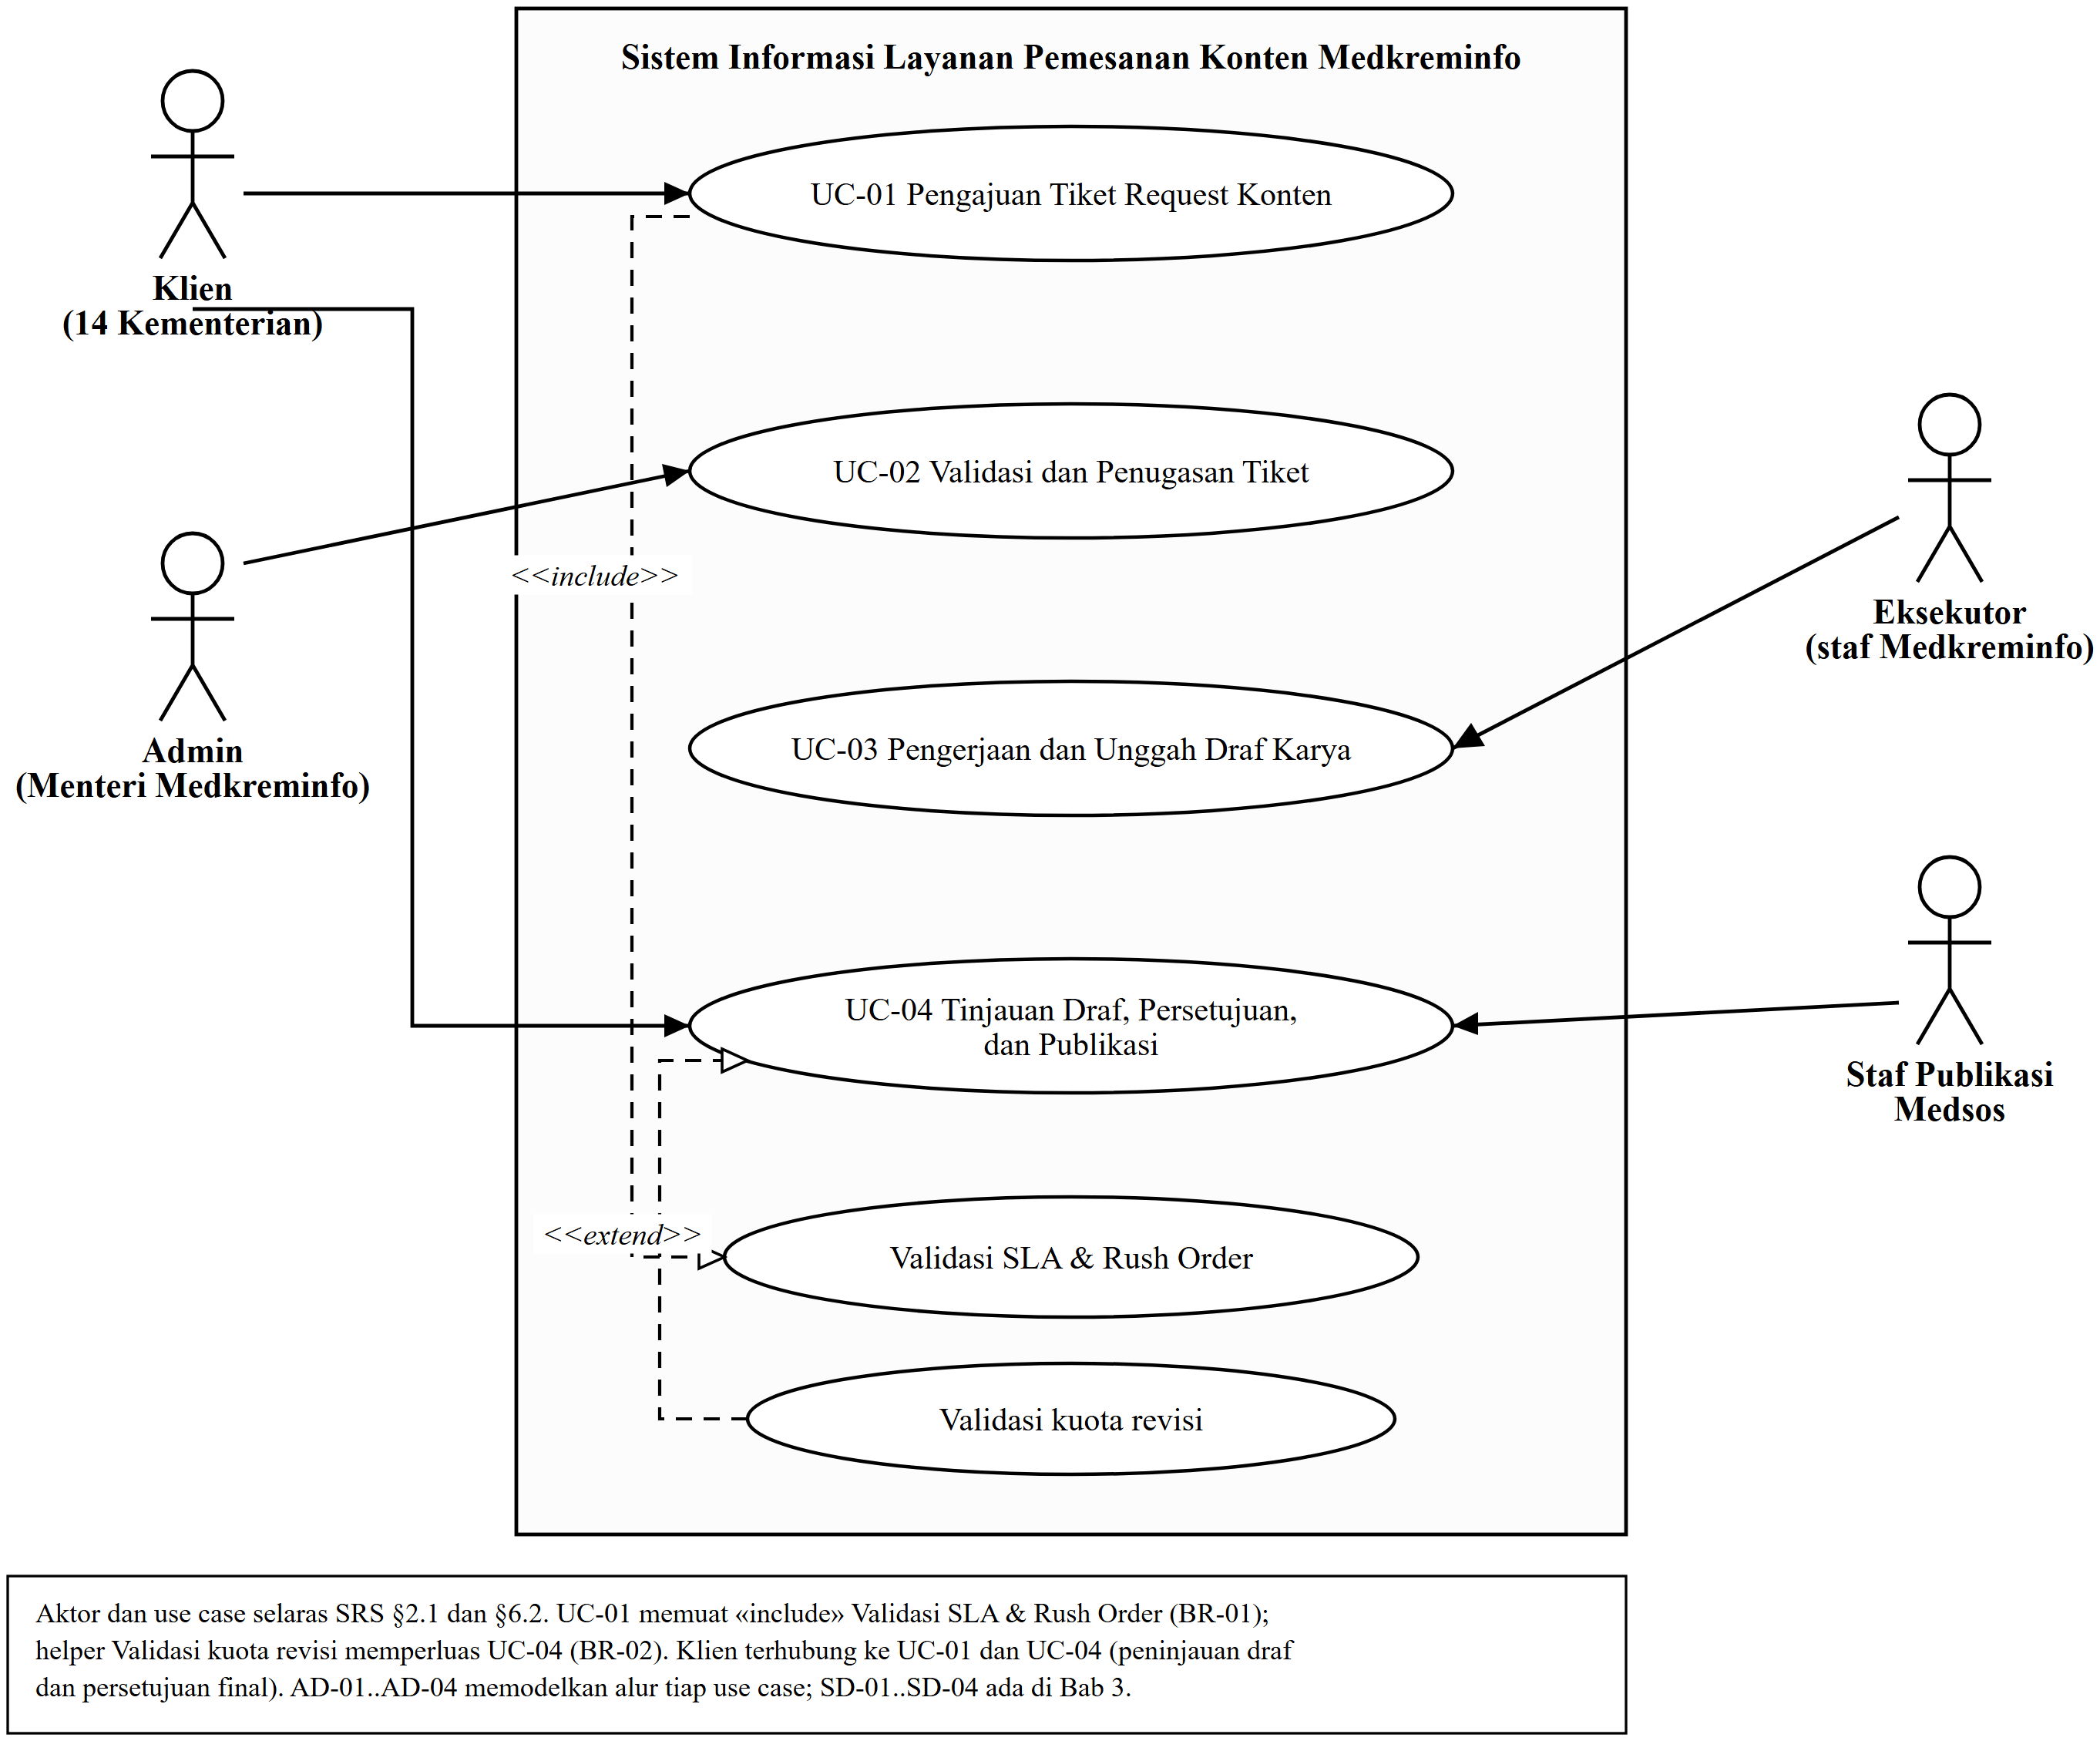 Sistem Informasi Layanan Pemesanan Konten Medkreminfo
UC-01 Pengajuan Tiket Request Konten
Klien
(14 Kementerian)
UC-02 Validasi dan Penugasan Tiket
<<include>>
Eksekutor
(staf Medkreminfo)
Admin
(Menteri Medkreminfo)
UC-03 Pengerjaan dan Unggah Draf Karya
UC-04 Tinjauan Draf, Persetujuan,
dan Publikasi
Staf Publikasi
Medsos
<<extend>>
Validasi SLA & Rush Order
Validasi kuota revisi
Aktor dan use case selaras SRS §2.1 dan §6.2. UC-01 memuat «include» Validasi SLA & Rush Order (BR-01);
helper Validasi kuota revisi memperluas UC-04 (BR-02). Klien terhubung ke UC-01 dan UC-04 (peninjauan draf
dan persetujuan final). AD-01..AD-04 memodelkan alur tiap use case; SD-01..SD-04 ada di Bab 3.